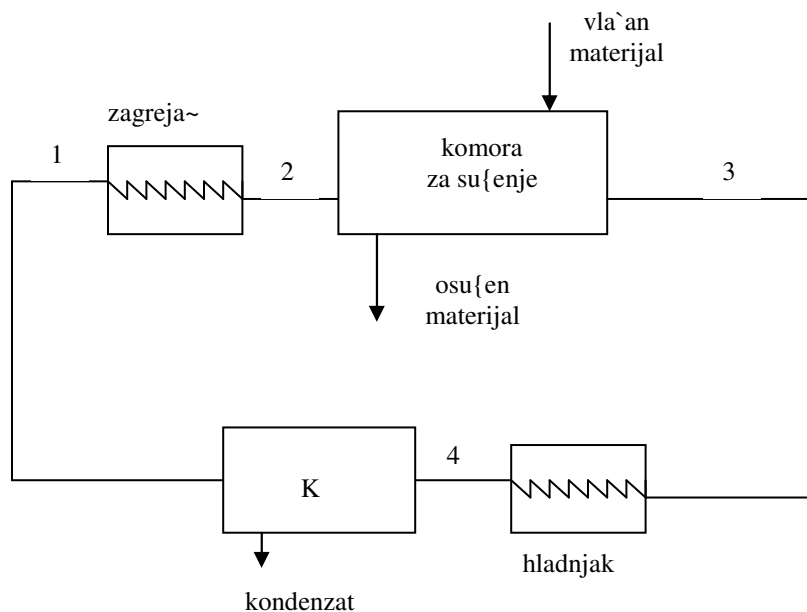 vla`an
materijal
zagreja~
1
2
komora
za su{enje
3
osu{en
materijal
K
4
kondenzat
hladnjak